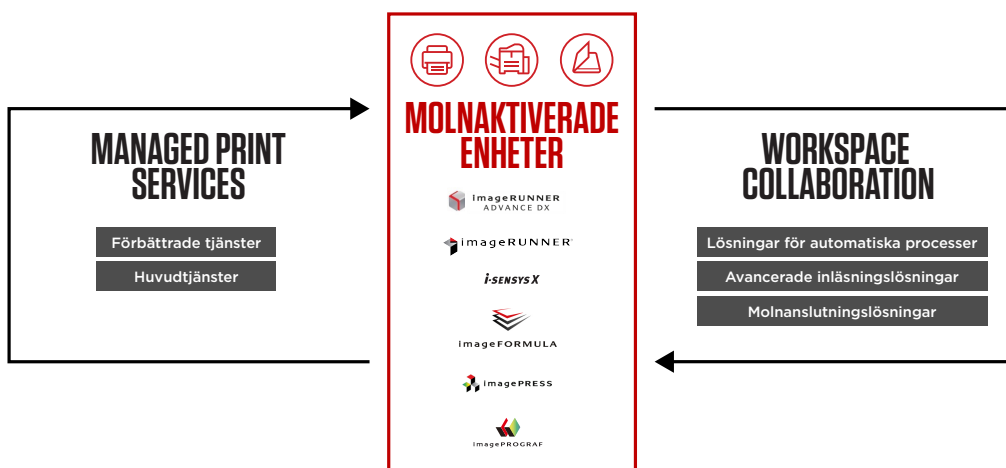 MANAGED PRINT
SERVICES
Förbättrade tjänster
Huvudtjänster
MOLNAKTIVERADE
ENHETER
imageRUNNER
ADVANCE DX
imageRUNNER
i-SENSYS X
imageFORMULA
imagePRESS
imagePROGRAF
WORKSPACE
COLLABORATION
Lösningar för automatiska processer
Avancerade inläsningslösningar
Molnanslutningslösningar